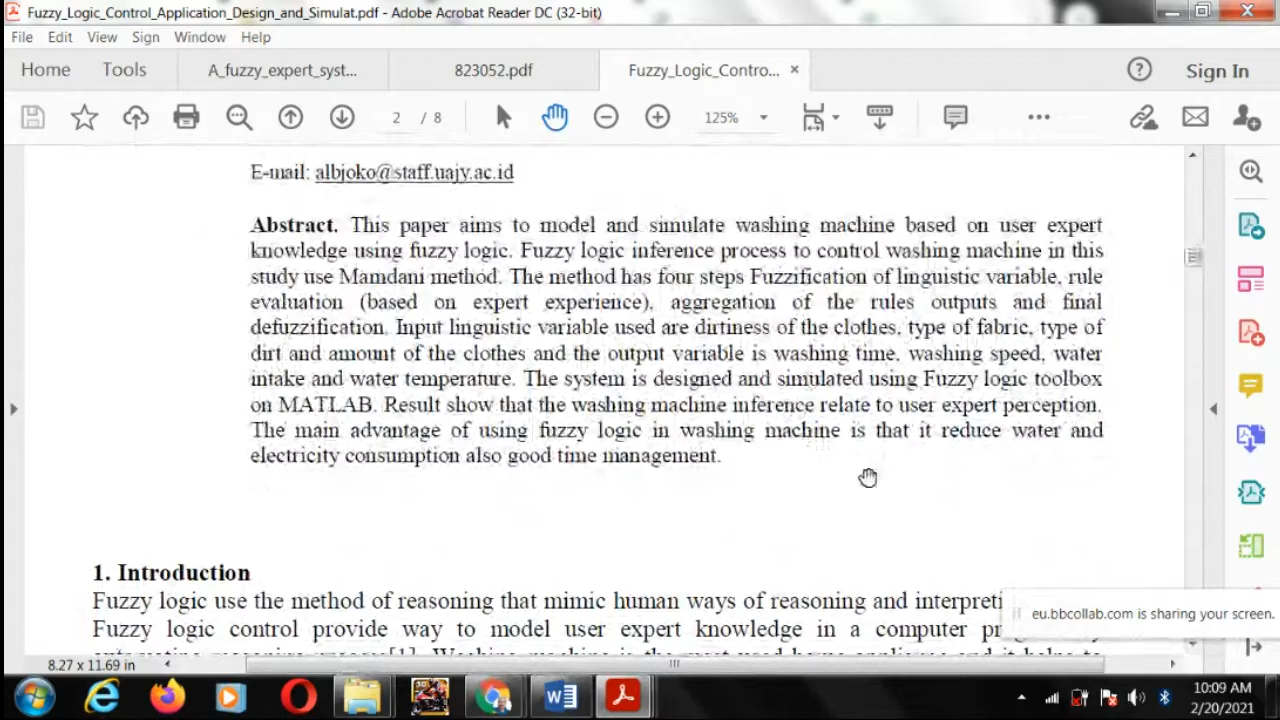 Fuzzy_Logic_Control_Application_Design_and_Simulat.pdf - Adobe Acrobat Reader DC (32-bit)
File Edit View Sign Window Help
Home Tools A_fuzzy_expert_syst... 823052.pdf Fuzzy_Logic_Contro... × Sign In
2 / 8 125%
E-mail: albjoko@staff.uajy.ac.id
Abstract. This paper aims to model and simulate washing machine based on user expert
knowledge using fuzzy logic. Fuzzy logic inference process to control washing machine in this
study use Mamdani method. The method has four steps Fuzzification of linguistic variable, rule
evaluation (based on expert experience), aggregation of the rules outputs and final
defuzzification. Input linguistic variable used are dirtiness of the clothes, type of fabric, type of
dirt and amount of the clothes and the output variable is washing time, washing speed, water
intake and water temperature. The system is designed and simulated using Fuzzy logic toolbox
on MATLAB. Result show that the washing machine inference relate to user expert perception.
The main advantage of using fuzzy logic in washing machine is that it reduce water and
electricity consumption also good time management.
1. Introduction
Fuzzy logic use the method of reasoning that mimic human ways of reasoning and
eu.bbcollab.com is sharing your screen.
Fuzzy logic control provide way to model user expert knowledge in a computer
8.27 x 11.69 in
10:09 AM
2/20/2021